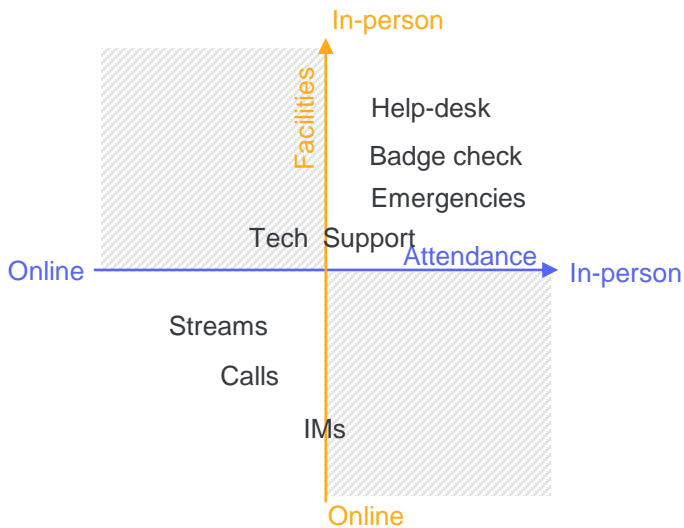 In-person
Facilities
Help-desk
Badge check
Emergencies
Tech Support
Attendance
Online
In-person
Streams
Calls
IMs
Online